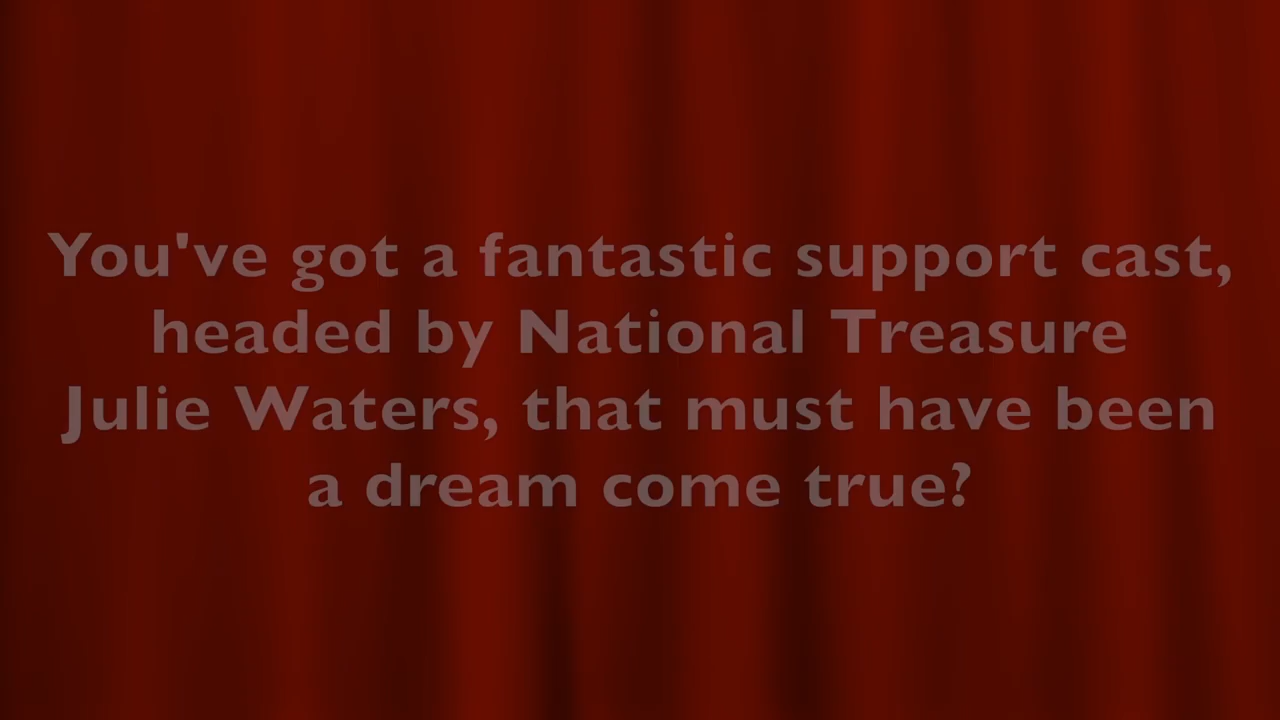 You've got a fantastic support cast,
headed by National Treasure
Julie Waters, that must have been
a dream come true?